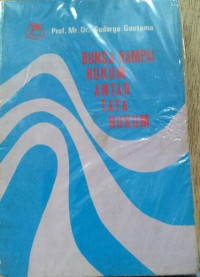 Prof. Mr. Dr. Sudargo Gautama
BUNGA RAMPAI
HUKUM
ANTAR
TATA
HUKUM